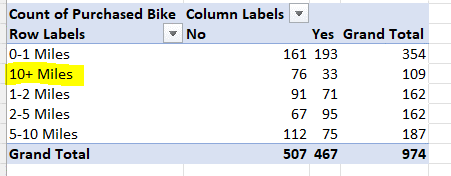 Count of Purchased Bike Column Labels
Row Labels No Yes Grand Total
0-1 Miles 161 193 354
10+ Miles 76 33 109
1-2 Miles 91 71 162
2-5 Miles 67 95 162
5-10 Miles 112 75 187
Grand Total 507 467 974